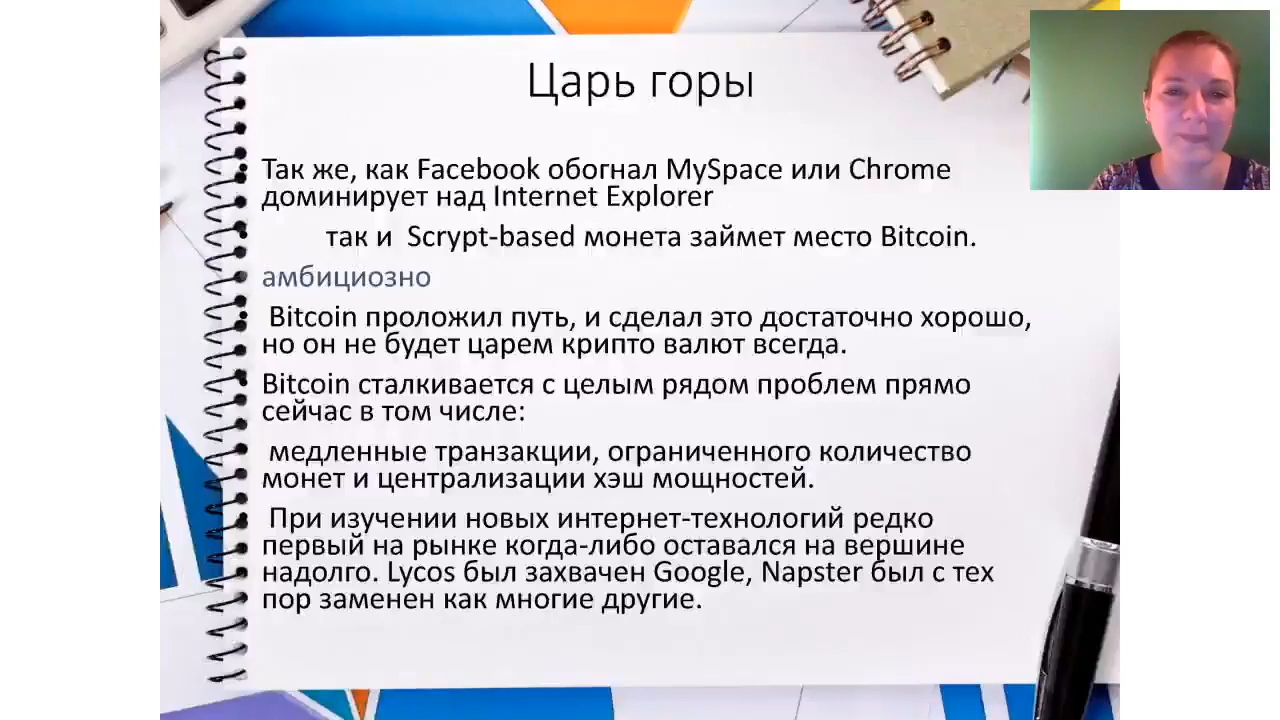 Царь горы
Так же, как Facebook обогнал MySpace или Chrome
доминирует над Internet Explorer
так и Scrypt-based монета займет место Bitcoin.
амбициозно
Bitcoin проложил путь, и сделал это достаточно хорошо,
но он не будет царем крипто валют всегда.
Bitcoin сталкивается с целым рядом проблем прямо
сейчас в том числе:
медленные транзакции, ограниченного количество
монет и централизации хэш мощностей.
При изучении новых интернет-технологий редко
первый на рынке когда-либо оставался на вершине
надолго. Lycos был захвачен Google, Napster был с тех
пор заменен как многие другие.